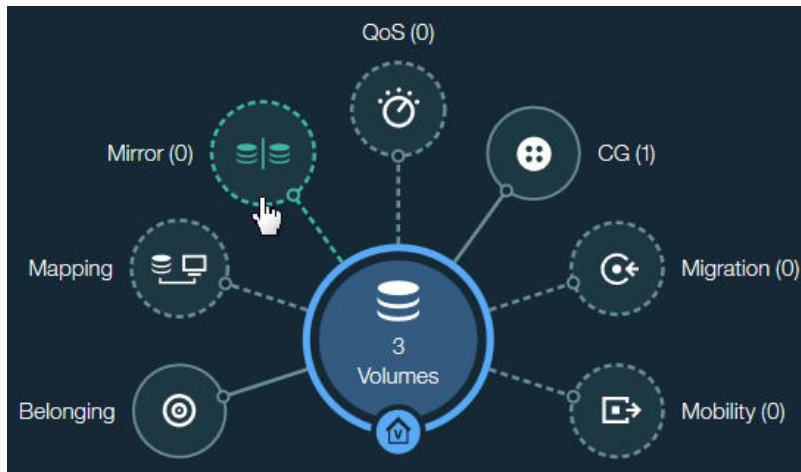 QoS (0)
Mirror (0)
CG (1)
Mapping
Migration (0)
3
Volumes
Belonging
Mobility (0)
V